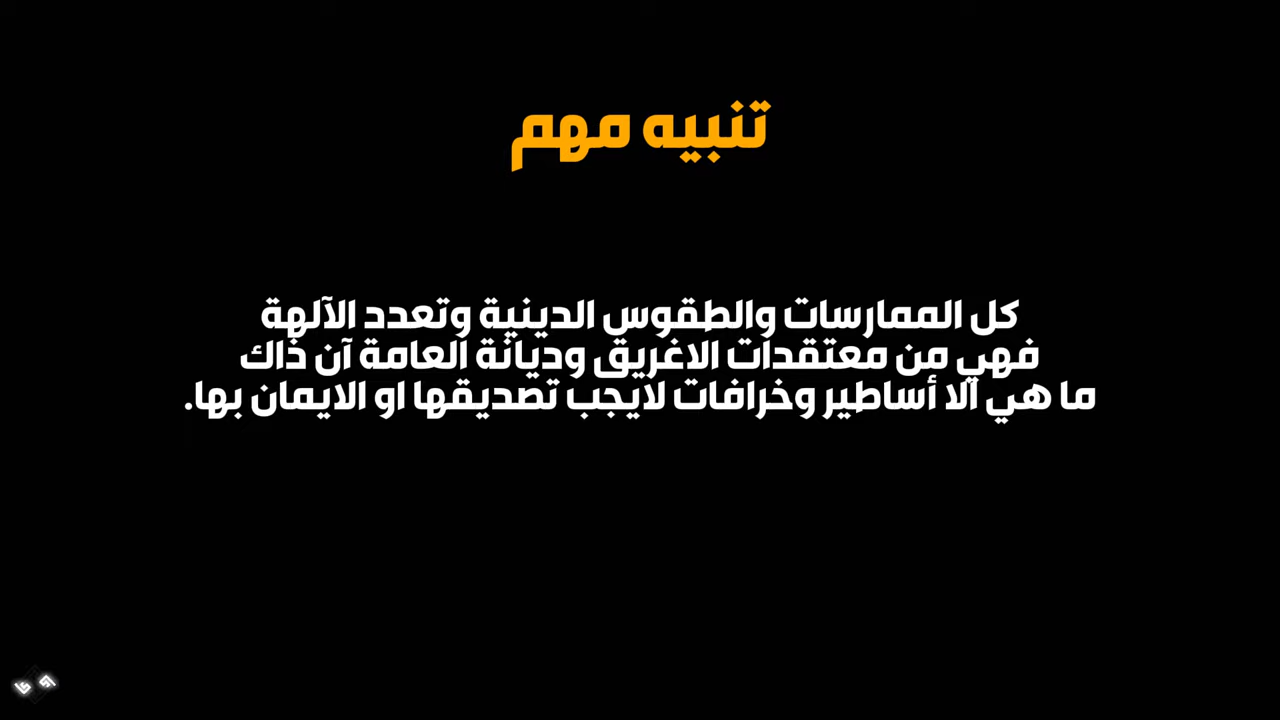 تنبيه مهم
كل الممارسات والطقوس الدينية وتعدد الآلهة
فهي من معتقدات الاغريق وديانة العامة آن ذاك
ما هي الا أساطير وخرافات لايجب تصديقها او الايمان بها.